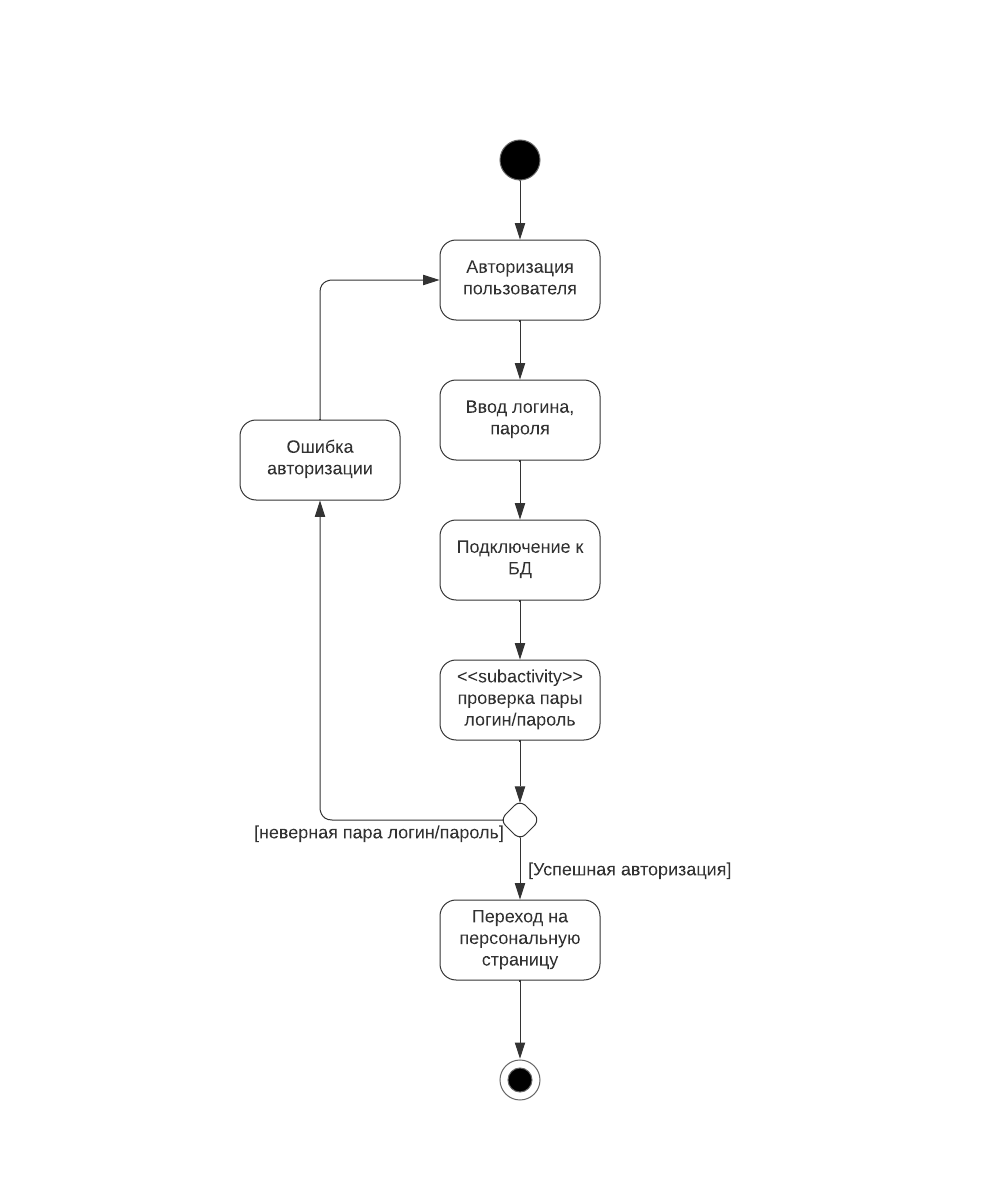 Авторизация
пользователя
Ввод логина,
пароля
Ошибка
авторизации
Подключение к
БД
<<subactivity>>
проверка пары
логин/пароль
[неверная пара логин/пароль]
[Успешная авторизация]
Переход на
персональную
страницу